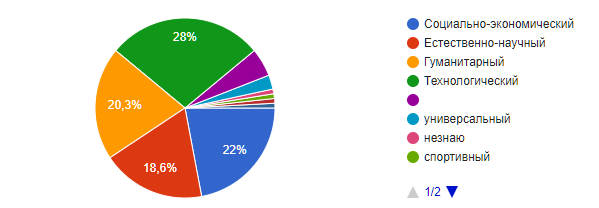 28%
20,3%
18,6%
22%
Социально-экономический
Естественно-научный
Гуманитарный
Технологический
универсальный
незнаю
спортивный
1/2